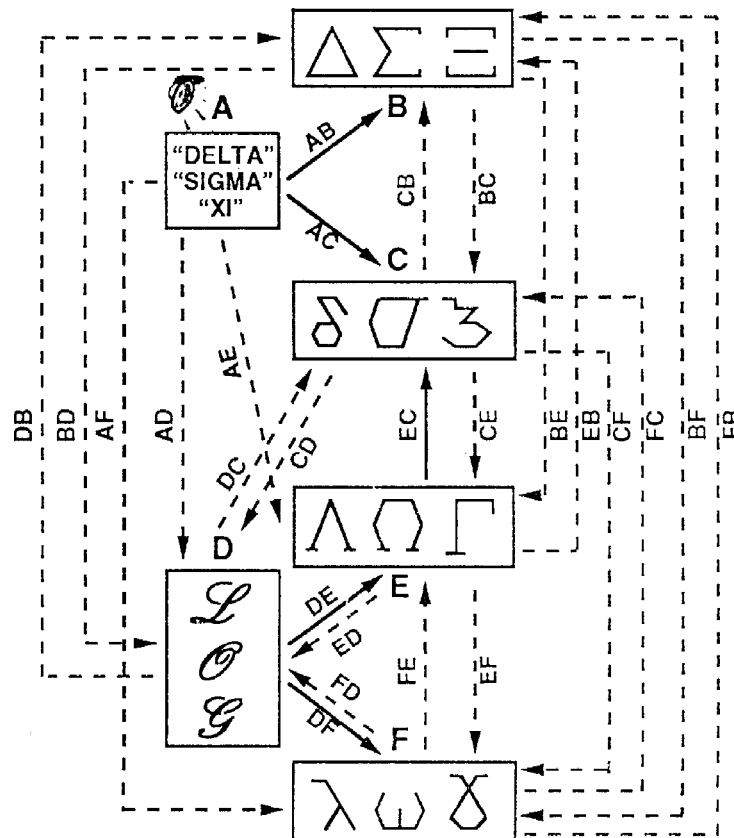 Δ Σ Ξ
A
B
"DELTA"
"SIGMA"
"XI"
AB
CB
BC
AC
C
δ σ ξ
AE
DB
BD
AF
AD
DC
CD
EC
CE
BE
EB
CF
FC
BF
FB
D
Λ Ω Γ
E
ℒ
𝒪
𝒢
DE
ED
FD
DF
FE
EF
F
λ ω γ